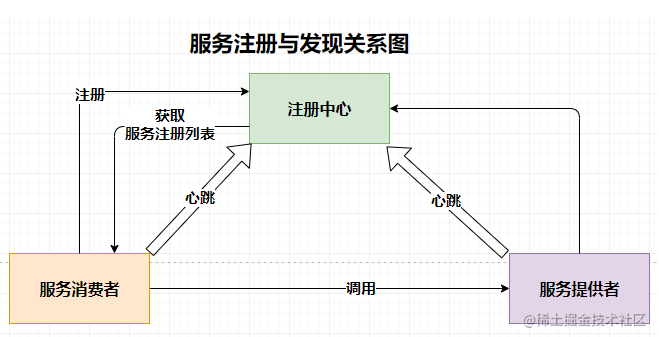 服务注册与发现关系图
注册
注册中心
获取
服务注册列表
心跳
心跳
服务消费者
调用
服务提供者
@稀土掘金技术社区